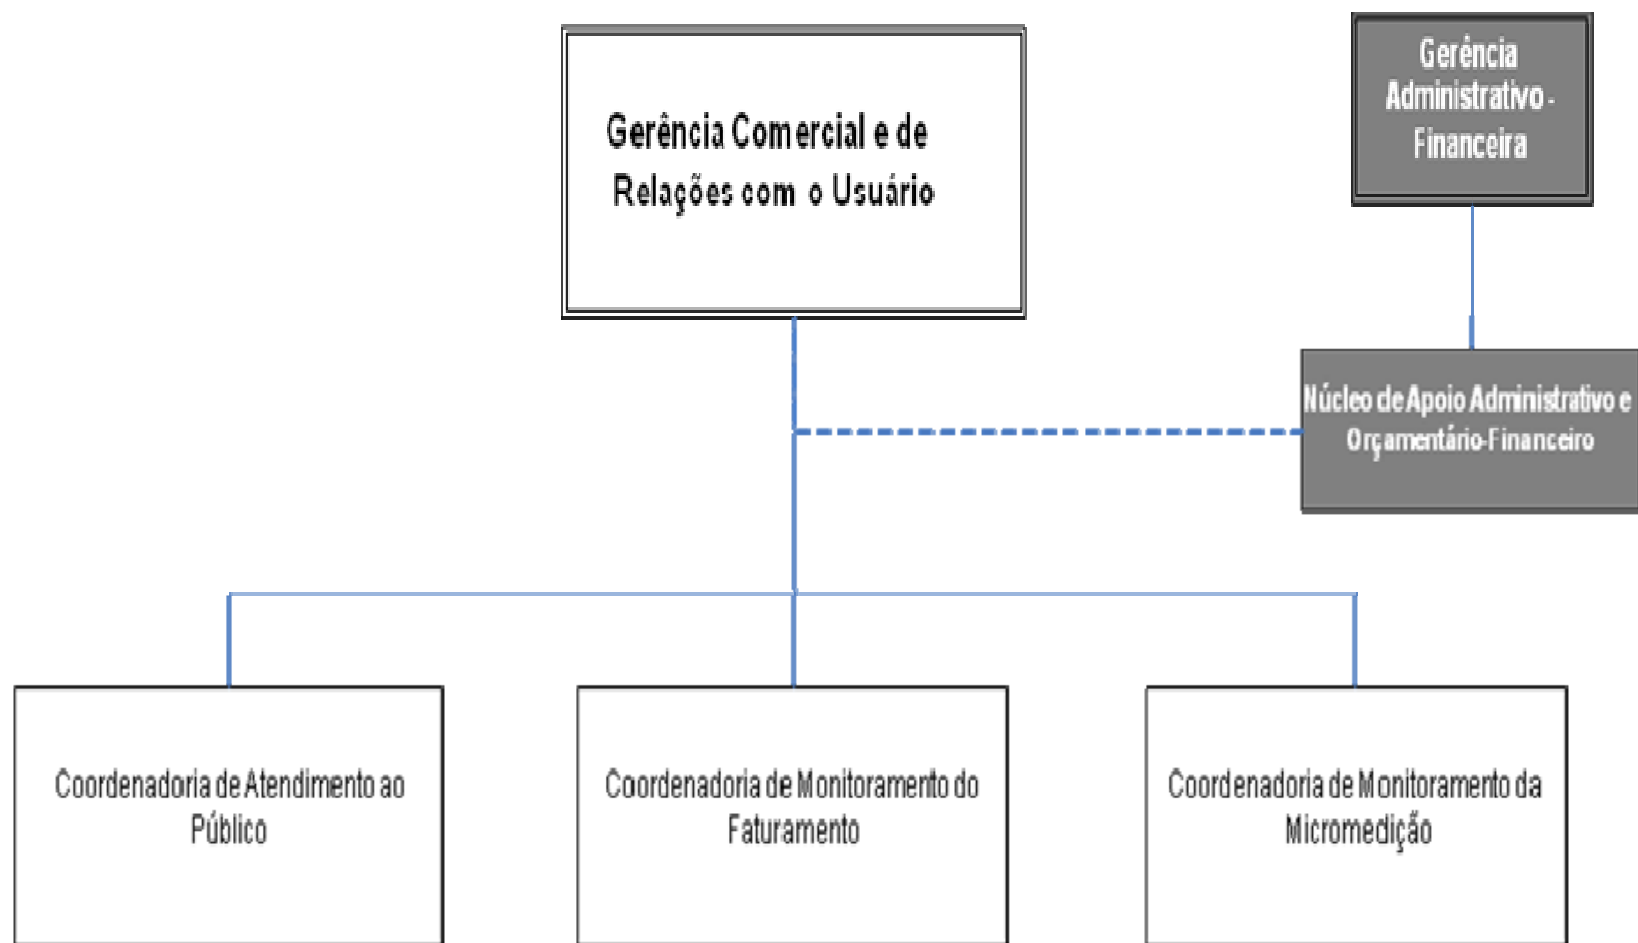 Gerência Comercial e de
Relações com o Usuário
Gerência
Administrativo -
Financeira
Núcleo de Apoio Administrativo e
Orçamentário-Financeiro
Coordenadoria de Atendimento ao
Público
Coordenadoria de Monitoramento do
Faturamento
Coordenadoria de Monitoramento da
Micromedição